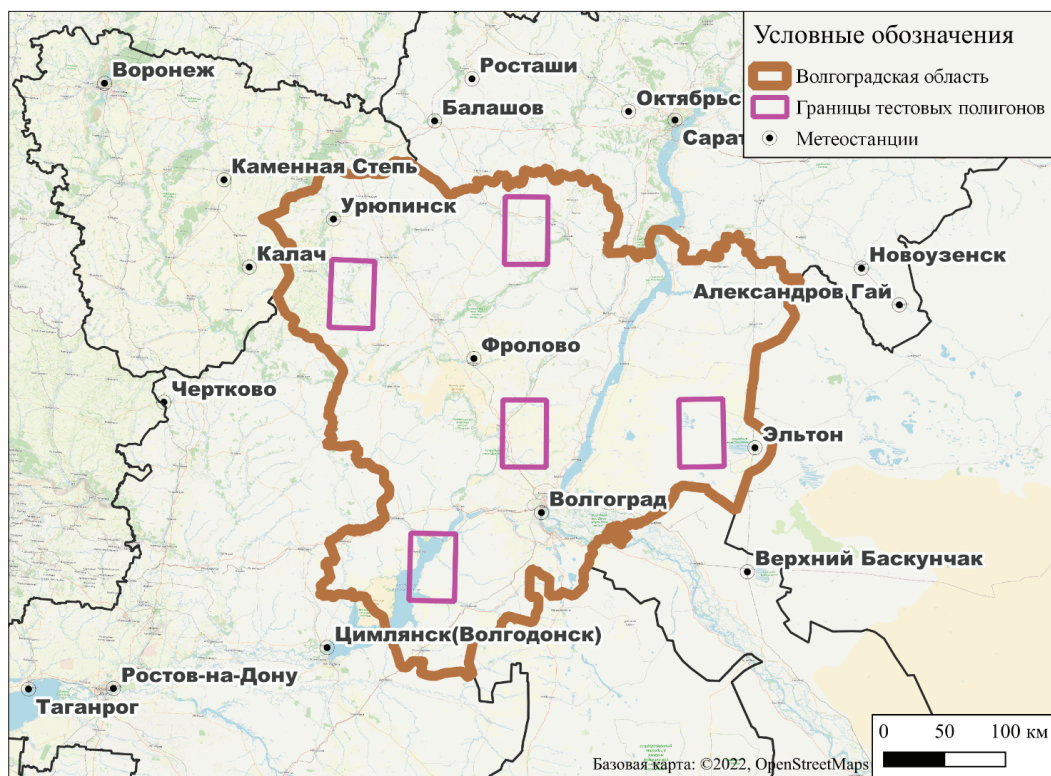 Условные обозначения
Волгоградская область
Границы тестовых полигонов
Метеостанции
Воронеж
Росташи
Балашов
Октябрьс
Сарат
Каменная Степь
Урюпинск
Калач
Новоузенск
Александров Гай
Фролово
Чертково
Эльтон
Волгоград
Верхний Баскунчак
Цимлянск(Волгодонск)
Ростов-на-Дону
Таганрог
0 50 100 км
Базовая карта: ©2022, OpenStreetMaps